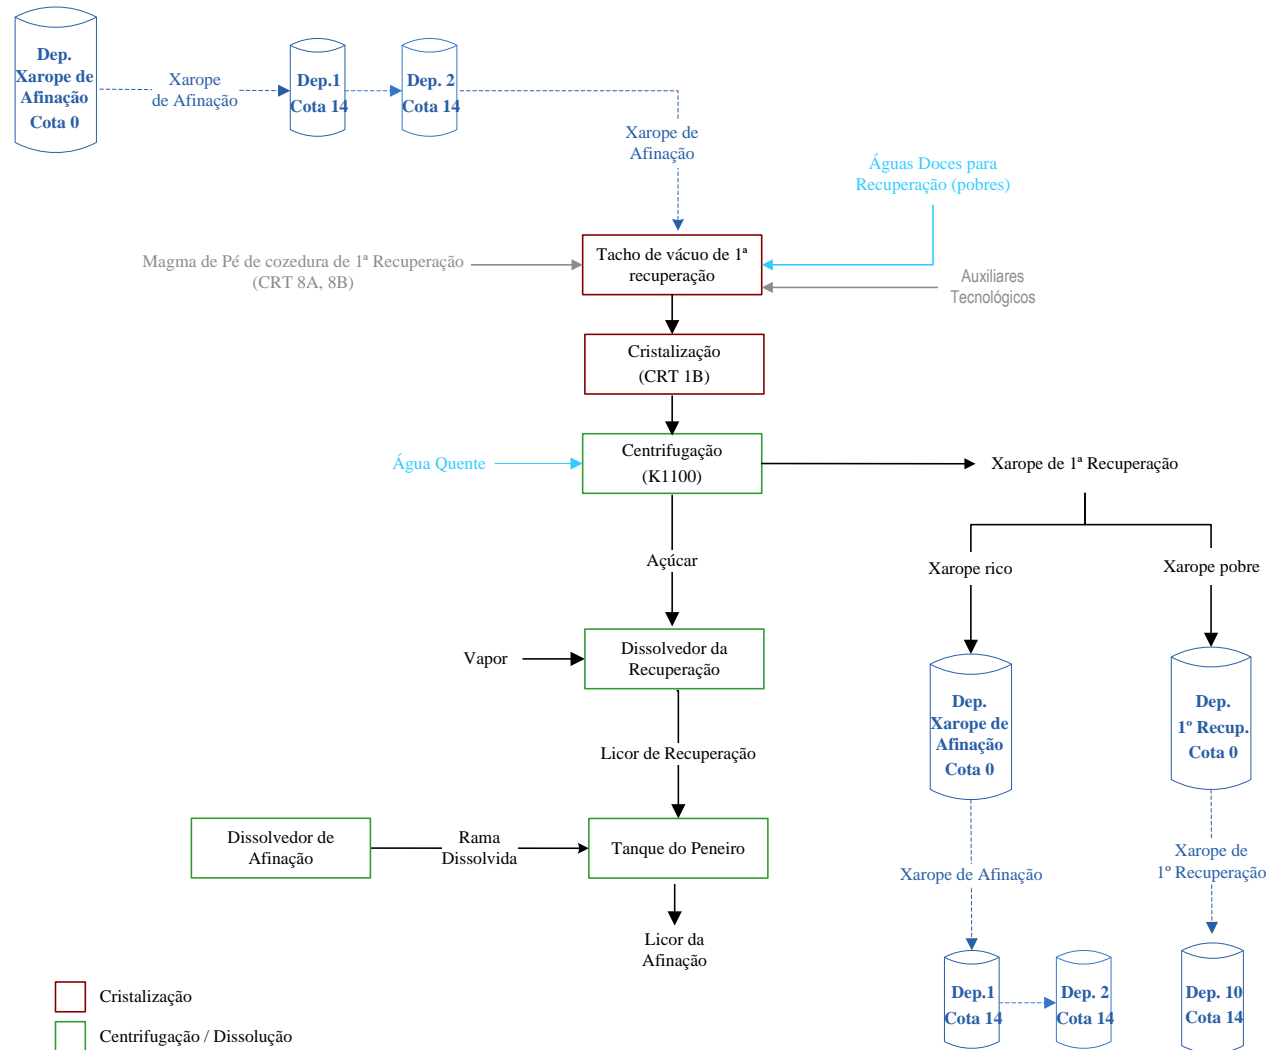 Dep.
Xarope de
Afinação
Cota 0
Xarope
de Afinação
Dep.1
Cota 14
Dep. 2
Cota 14
Xarope de
Afinação
Águas Doces para
Recuperação (pobres)
Magma de Pé de cozedura de 1ª Recuperação
(CRT 8A, 8B)
Tacho de vácuo de 1ª
recuperação
Auxiliares
Tecnológicos
Cristalização
(CRT 1B)
Água Quente
Centrifugação
(K1100)
Xarope de 1ª Recuperação
Açúcar
Xarope rico
Xarope pobre
Vapor
Dissolvedor da
Recuperação
Dep.
Xarope de
Afinação
Cota 0
Dep.
1º Recup.
Cota 0
Licor de Recuperação
Dissolvedor de
Afinação
Rama
Dissolvida
Tanque do Peneiro
Xarope de Afinação
Xarope de
1º Recuperação
Licor da
Afinação
Dep.1
Cota 14
Dep. 2
Cota 14
Dep. 10
Cota 14
Cristalização
Centrifugação / Dissolução